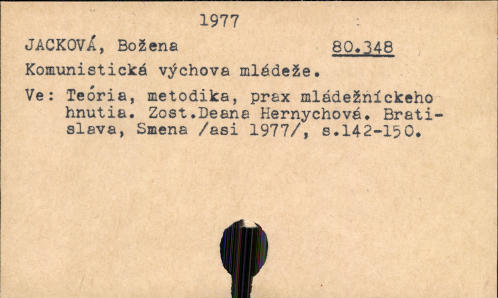 1977
JACKOVÁ, Božena 80.348
Komunistická výchova mládeže.
Ve: Teória, metodika, prax mládežníckeho
hnutia. Zost.Deana Hernychová. Brati-
slava, Smena /asi 1977/, s.142-150.